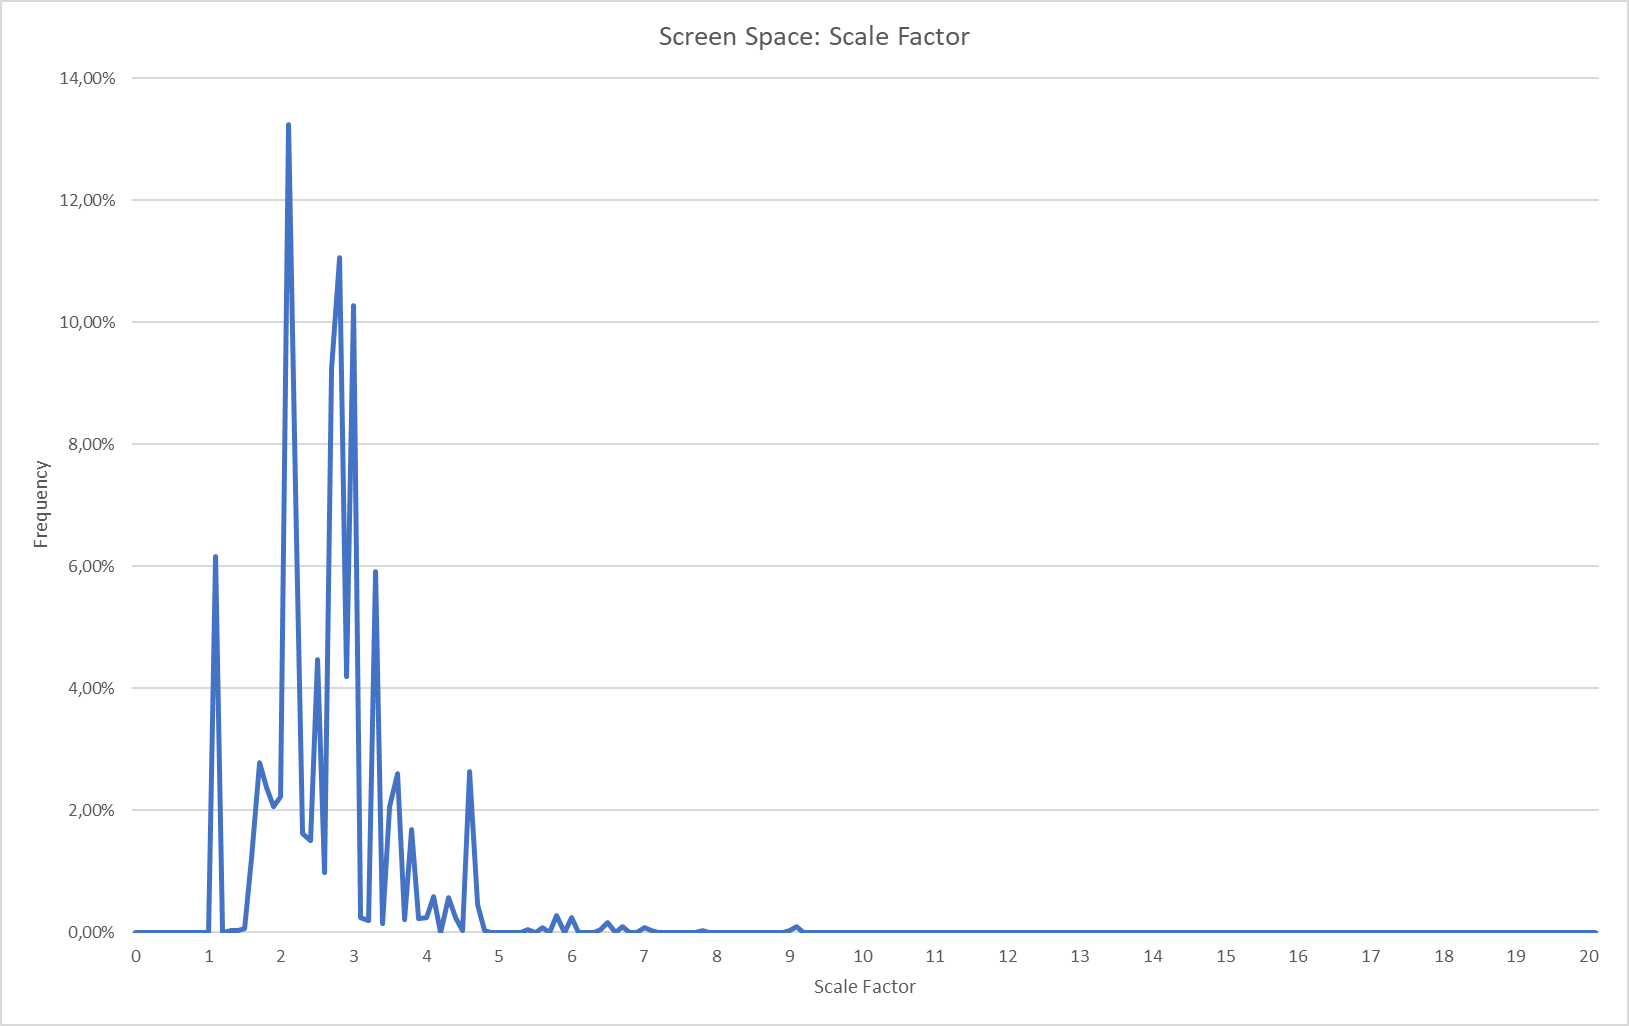 Screen Space: Scale Factor
14,00%
12,00%
10,00%
8,00%
6,00%
4,00%
2,00%
0,00%
Frequency
0 1 2 3 4 5 6 7 8 9 10 11 12 13 14 15 16 17 18 19 20
Scale Factor